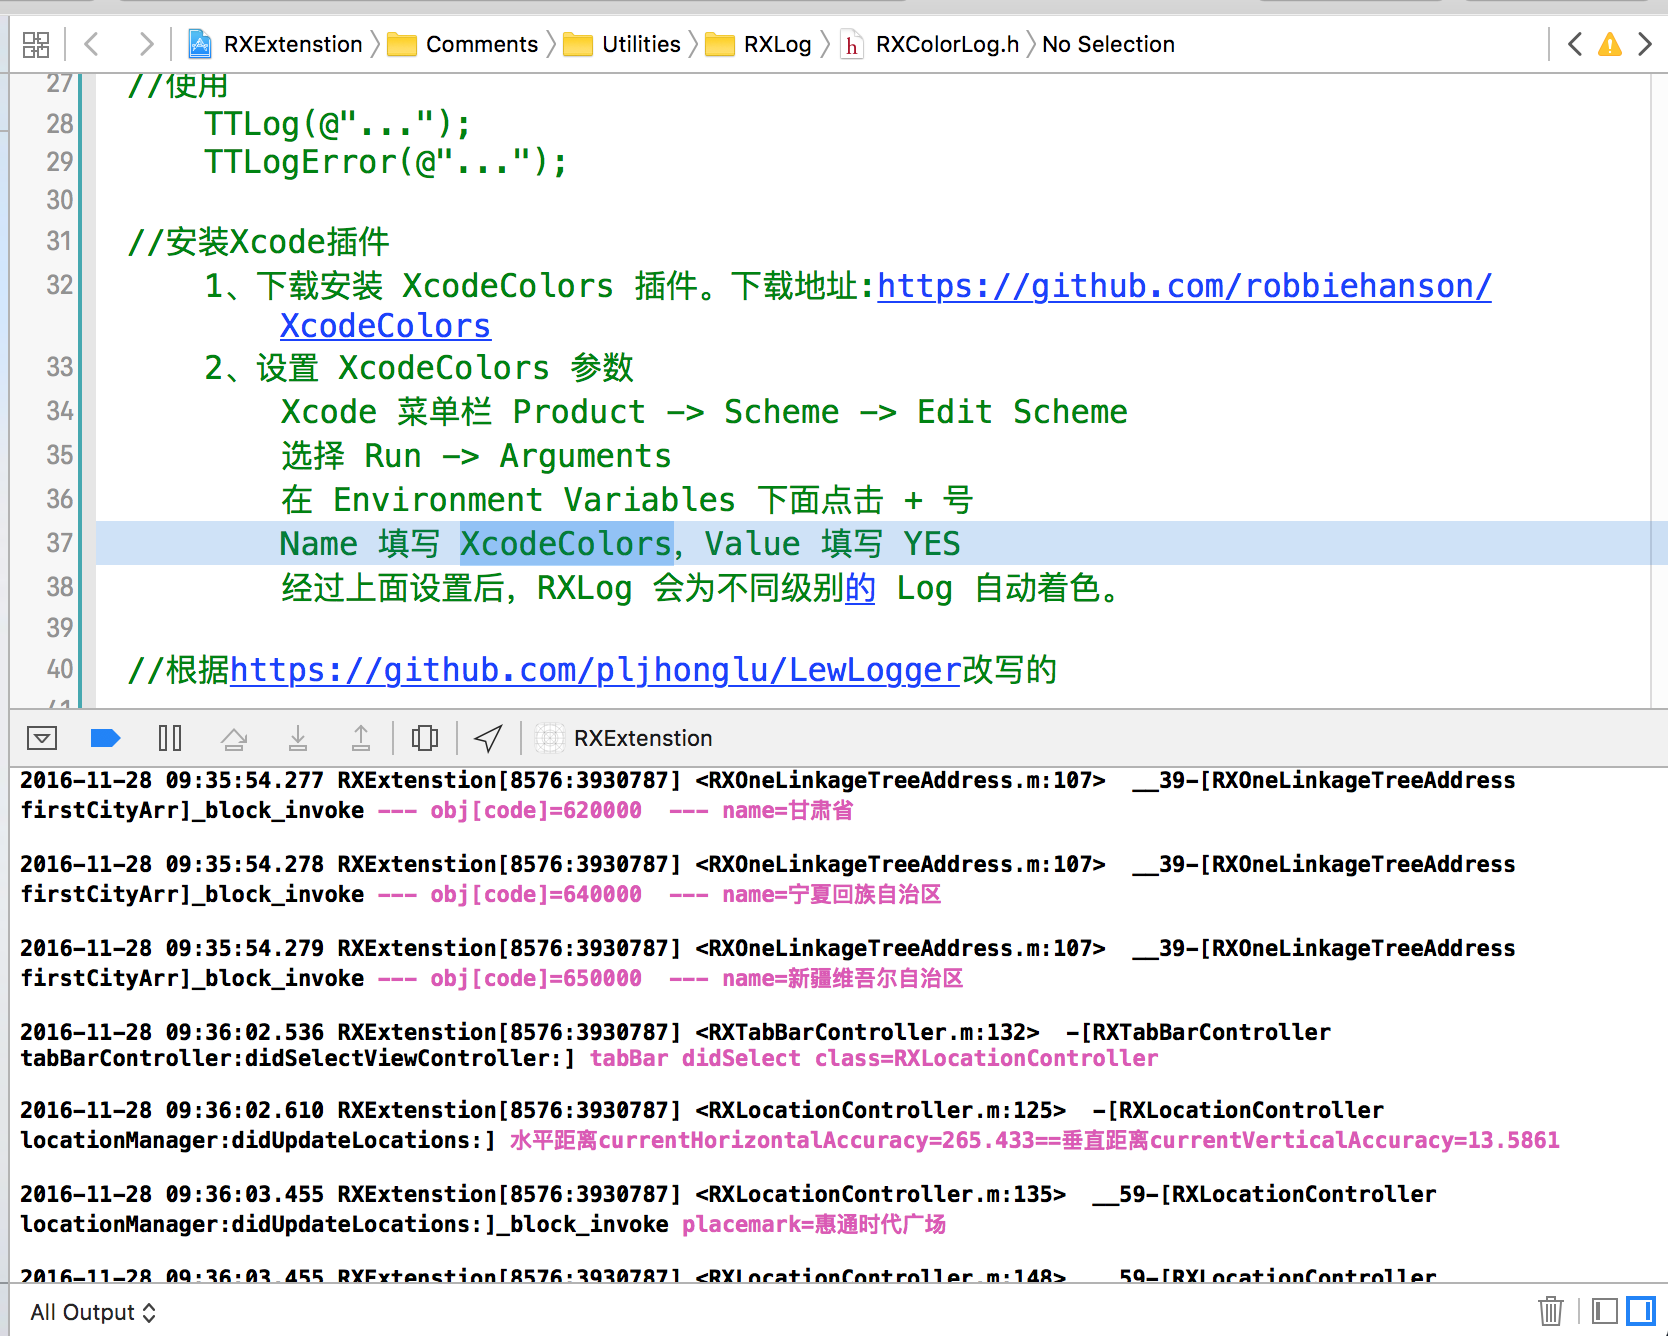 RXExtenstion Comments Utilities RXLog h RXColorLog.h No Selection
27 //使用
28 TTLog(@"...");
29 TTLogError(@"...");
30
31 //安装Xcode插件
32 1、下载安装 XcodeColors 插件。下载地址:https://github.com/robbiehanson/
XcodeColors
33 2、设置 XcodeColors 参数
34 Xcode 菜单栏 Product -> Scheme -> Edit Scheme
35 选择 Run -> Arguments
36 在 Environment Variables 下面点击 + 号
37 Name 填写 XcodeColors, Value 填写 YES
38 经过上面设置后, RXLog 会为不同级别的 Log 自动着色。
39
40 //根据https://github.com/pljhonglu/LewLogger改写的
41
RXExtenstion
2016-11-28 09:35:54.277 RXExtenstion[8576:3930787] <RXOneLinkageTreeAddress.m:107> __39-[RXOneLinkageTreeAddress
firstCityArr]_block_invoke --- obj[code]=620000 --- name=甘肃省
2016-11-28 09:35:54.278 RXExtenstion[8576:3930787] <RXOneLinkageTreeAddress.m:107> __39-[RXOneLinkageTreeAddress
firstCityArr]_block_invoke --- obj[code]=640000 --- name=宁夏回族自治区
2016-11-28 09:35:54.279 RXExtenstion[8576:3930787] <RXOneLinkageTreeAddress.m:107> __39-[RXOneLinkageTreeAddress
firstCityArr]_block_invoke --- obj[code]=650000 --- name=新疆维吾尔自治区
2016-11-28 09:36:02.536 RXExtenstion[8576:3930787] <RXTabBarController.m:132> -[RXTabBarController
tabBarController:didSelectViewController:] tabBar didSelect class=RXLocationController
2016-11-28 09:36:02.610 RXExtenstion[8576:3930787] <RXLocationController.m:125> -[RXLocationController
locationManager:didUpdateLocations:] 水平距离currentHorizontalAccuracy=265.433==垂直距离currentVerticalAccuracy=13.5861
2016-11-28 09:36:03.455 RXExtenstion[8576:3930787] <RXLocationController.m:135> __59-[RXLocationController
locationManager:didUpdateLocations:]_block_invoke placemark=惠通时代广场
2016-11-28 09:36:03.455 RXExtenstion[8576:3930787] <RXLocationController.m:148> __59-[RXLocationController
All Output